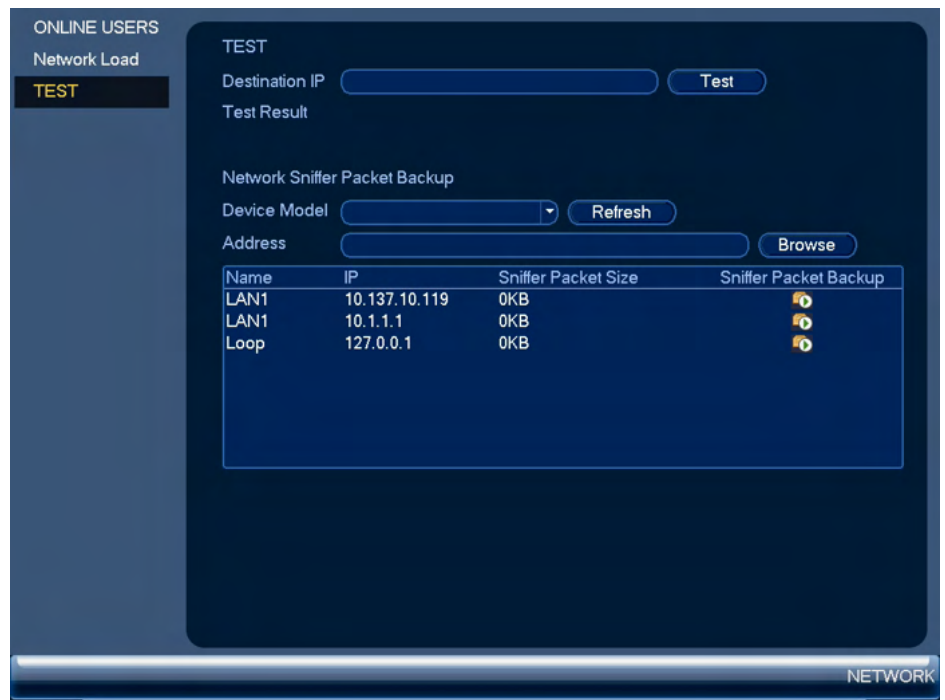 ONLINE USERS
Network Load
TEST
TEST
Destination IP Test
Test Result
Network Sniffer Packet Backup
Device Model Refresh
Address Browse
Name IP Sniffer Packet Size Sniffer Packet Backup
LAN1 10.137.10.119 0KB
LAN1 10.1.1.1 0KB
Loop 127.0.0.1 0KB
NETWORK